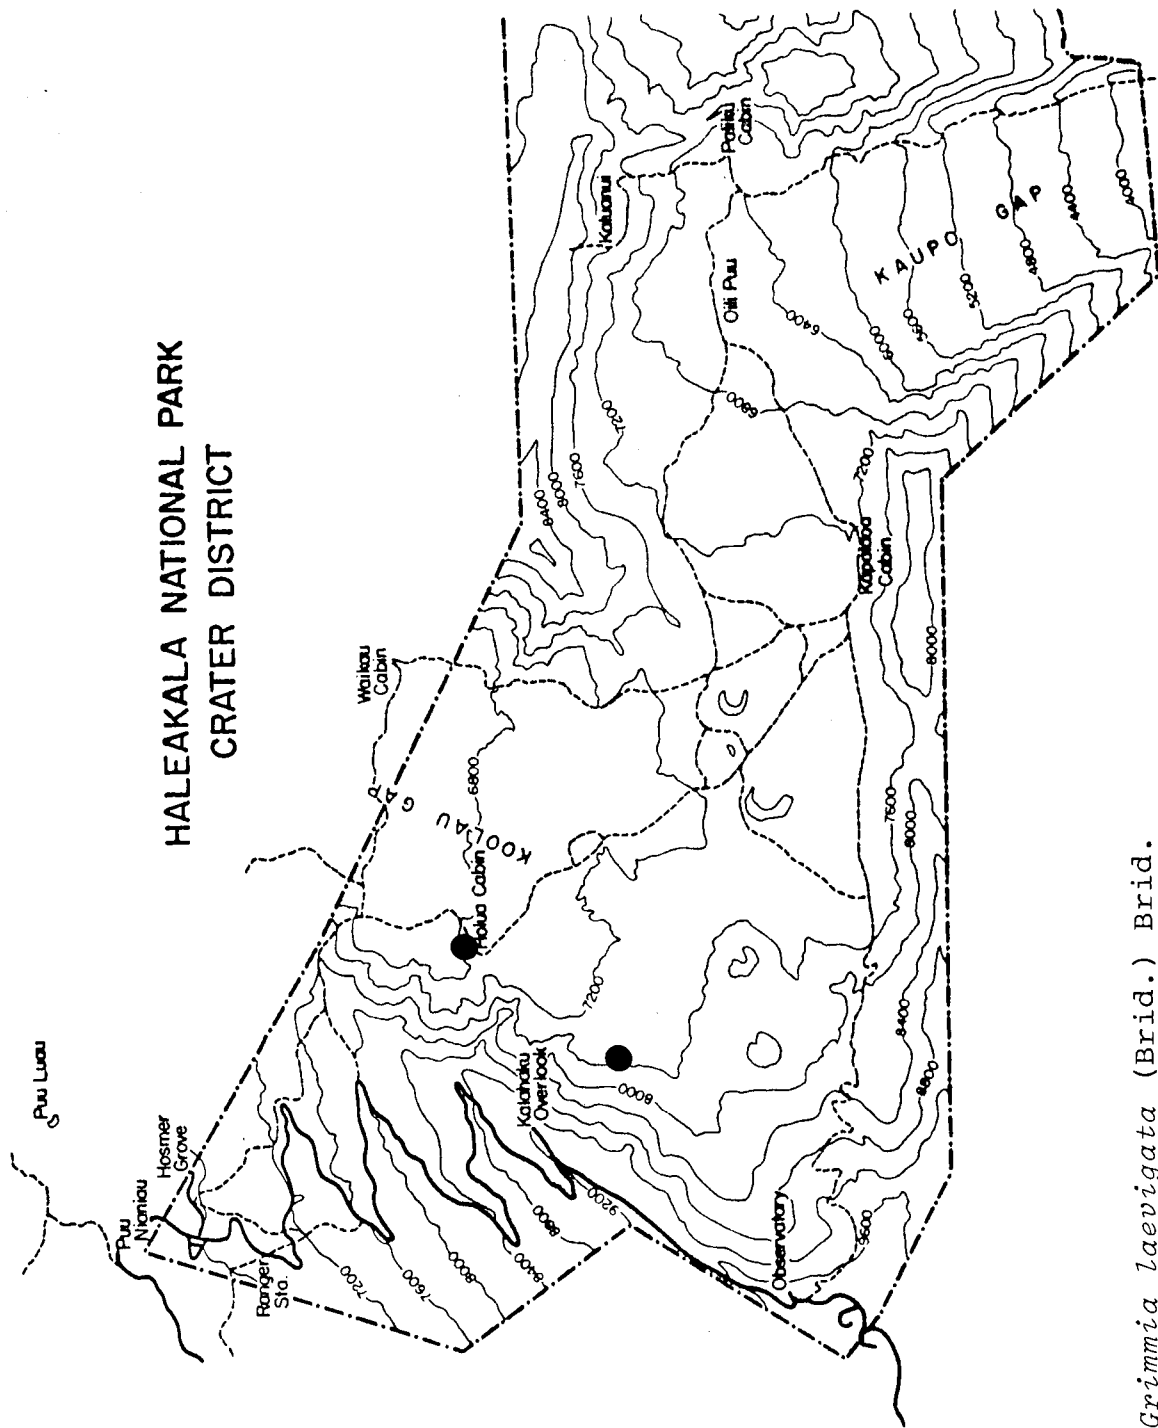 HALEAKALA NATIONAL PARK
CRATER DISTRICT
Puu Luau
Puu
Nianiau
Hosmer
Grove
Ranger
Sta.
7200
7600
8000
8400
8800
9200
Kalahaku
Overlook
Observatory
9600
8000
7200
Holua Cabin
KOOLAU GAP
6800
Waikau
Cabin
8400
8000
7600
7200
Kapalaoa
Cabin
7200
8000
7600
8000
8400
8800
6800
Oili Puu
Kaluanui
Paliku
Cabin
6400
6000
5600
5200
4800
4400
4000
KAUPO GAP
Grimmia laevigata (Brid.) Brid.